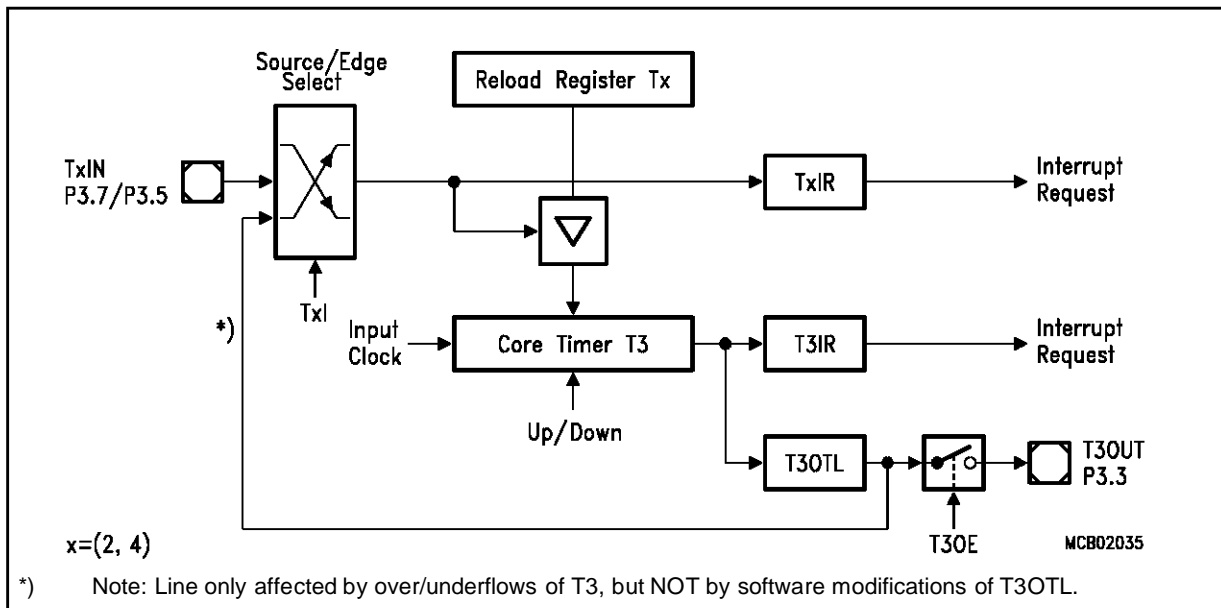 Source/Edge
Select
Reload Register Tx
TxIN
P3.7/P3.5
TxIR
Interrupt
Request
TxI
*)
Input
Clock
Core Timer T3
T3IR
Interrupt
Request
Up/Down
T3OTL
T3OUT
P3.3
x=(2, 4)
T3OE
MCB02035
*) Note: Line only affected by over/underflows of T3, but NOT by software modifications of T3OTL.